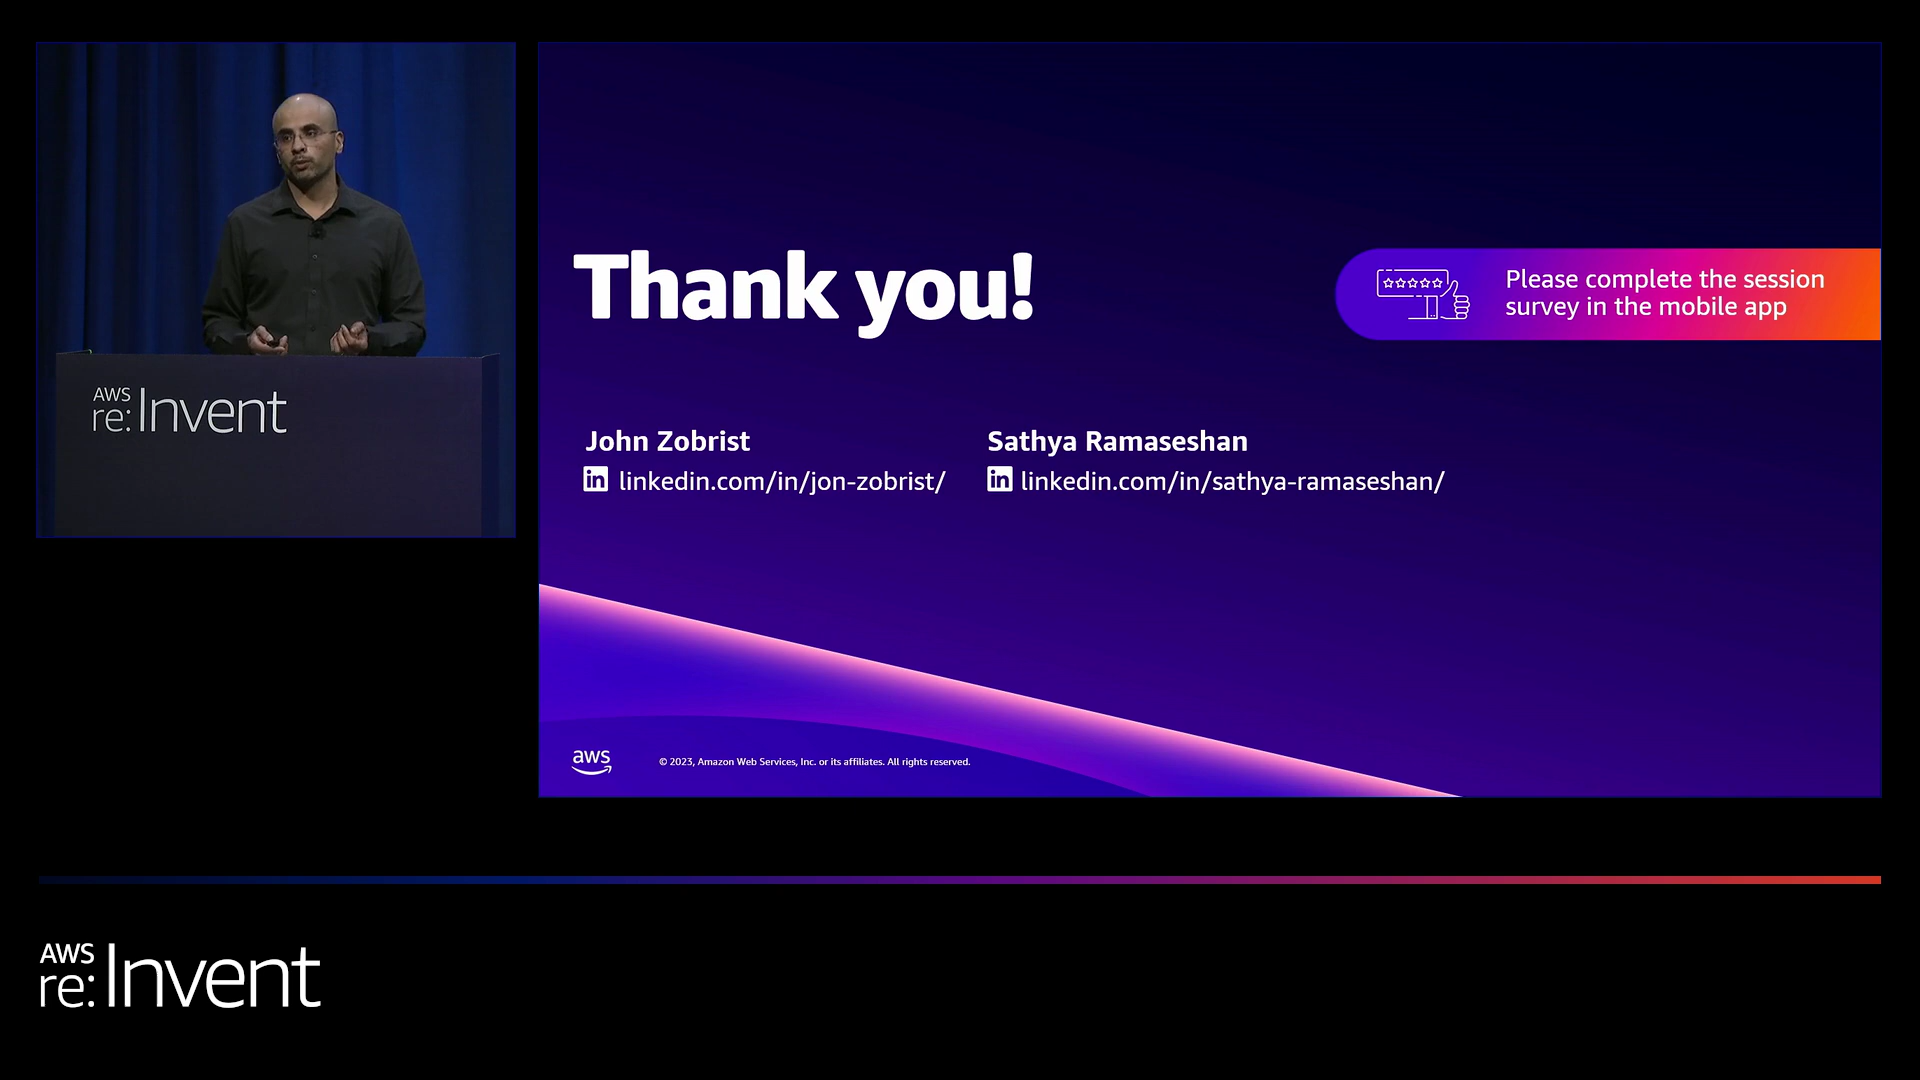 AWS
re:Invent
Thank you!
Please complete the session
survey in the mobile app
John Zobrist
in linkedin.com/in/jon-zobrist/
Sathya Ramaseshan
in linkedin.com/in/sathya-ramaseshan/
aws
© 2023, Amazon Web Services, Inc. or its affiliates. All rights reserved.
AWS
re:Invent